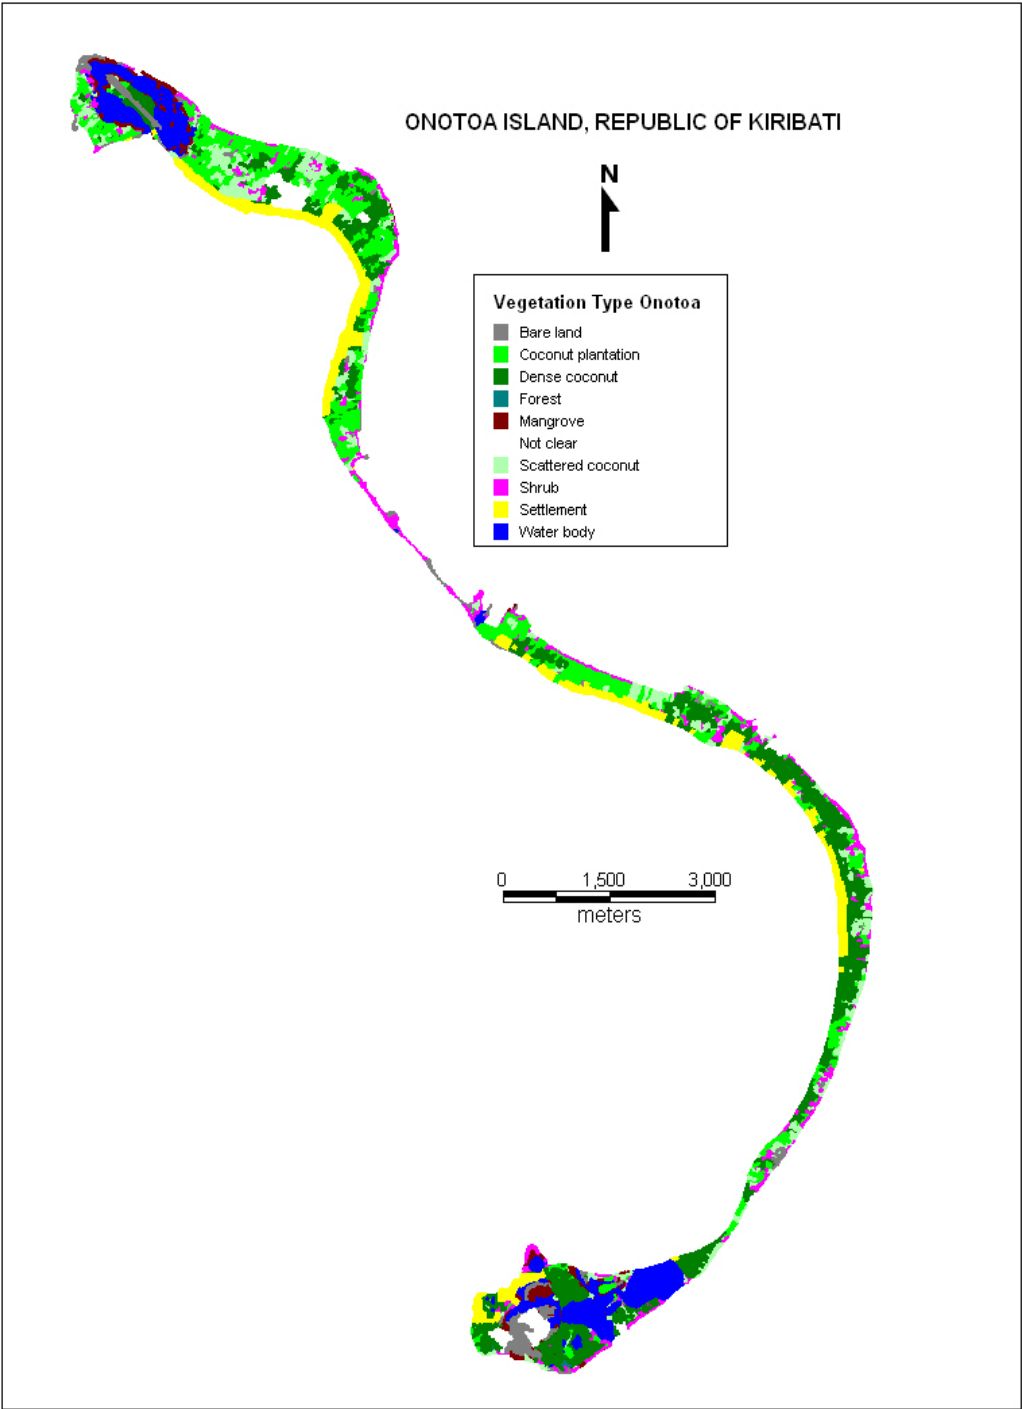 ONOTOA ISLAND, REPUBLIC OF KIRIBATI
N
Vegetation Type Onotoa
Bare land
Coconut plantation
Dense coconut
Forest
Mangrove
Not clear
Scattered coconut
Shrub
Settlement
Water body
0 1,500 3,000
meters